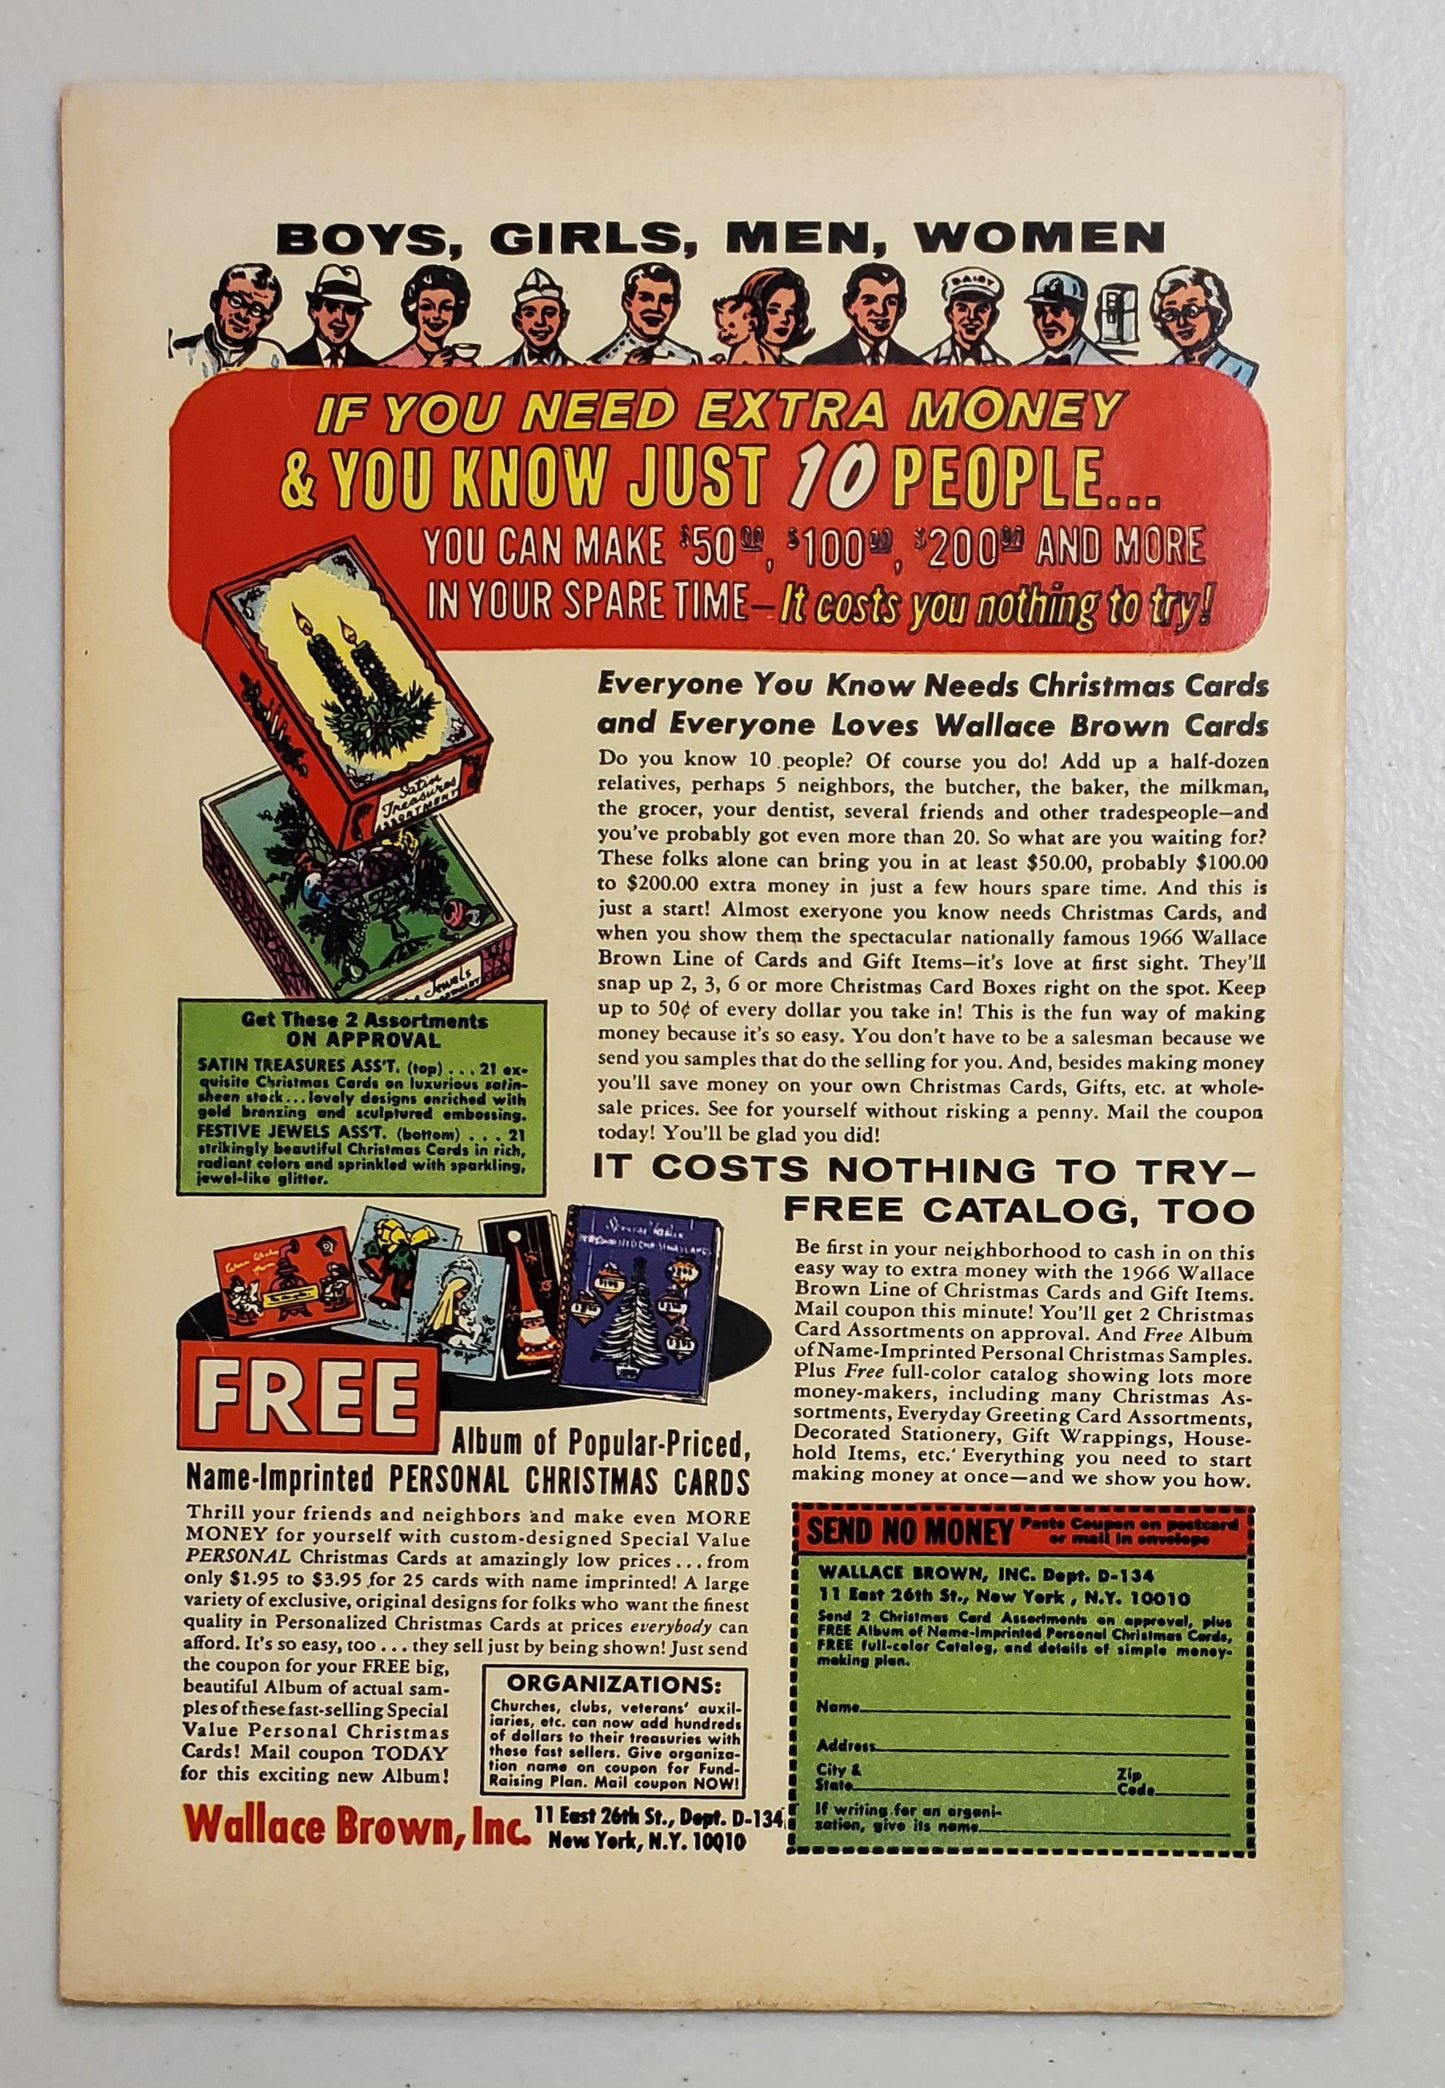 BOYS, GIRLS, MEN, WOMEN
DAIRY
IF YOU NEED EXTRA MONEY
& YOU KNOW JUST 10 PEOPLE...
YOU CAN MAKE $50.00, $100.00, $200.00 AND MORE
IN YOUR SPARE TIME—It costs you nothing to try!
Satin
Treasures
ASSORTMENT
Jewels
Get These 2 Assortments
ON APPROVAL
SATIN TREASURES ASS'T. (top) . . . 21 ex-
quisite Christmas Cards on luxurious satin-
sheen stock...lovely designs enriched with
gold bronzing and sculptured embossing.
FESTIVE JEWELS ASS'T. (bottom) . . . 21
strikingly beautiful Christmas Cards in rich,
radiant colors and sprinkled with sparkling,
jewel-like glitter.
Everyone You Know Needs Christmas Cards
and Everyone Loves Wallace Brown Cards
Do you know 10 people? Of course you do! Add up a half-dozen
relatives, perhaps 5 neighbors, the butcher, the baker, the milkman,
the grocer, your dentist, several friends and other tradespeople—and
you've probably got even more than 20. So what are you waiting for?
These folks alone can bring you in at least $50.00, probably $100.00
to $200.00 extra money in just a few hours spare time. And this is
just a start! Almost exeryone you know needs Christmas Cards, and
when you show them the spectacular nationally famous 1966 Wallace
Brown Line of Cards and Gift Items—it's love at first sight. They'll
snap up 2, 3, 6 or more Christmas Card Boxes right on the spot. Keep
up to 50¢ of every dollar you take in! This is the fun way of making
money because it's so easy. You don't have to be a salesman because we
send you samples that do the selling for you. And, besides making money
you'll save money on your own Christmas Cards, Gifts, etc. at whole-
sale prices. See for yourself without risking a penny. Mail the coupon
today! You'll be glad you did!
IT COSTS NOTHING TO TRY—
FREE CATALOG, TOO
Be first in your neighborhood to cash in on this
easy way to extra money with the 1966 Wallace
Brown Line of Christmas Cards and Gift Items.
Mail coupon this minute! You'll get 2 Christmas
Card Assortments on approval. And Free Album
of Name-Imprinted Personal Christmas Samples.
Plus Free full-color catalog showing lots more
money-makers, including many Christmas As-
sortments, Everyday Greeting Card Assortments,
Decorated Stationery, Gift Wrappings, House-
hold Items, etc. Everything you need to start
making money at once—and we show you how.
FREE
Album of Popular-Priced,
Name-Imprinted PERSONAL CHRISTMAS CARDS
Thrill your friends and neighbors and make even MORE
MONEY for yourself with custom-designed Special Value
PERSONAL Christmas Cards at amazingly low prices . . . from
only $1.95 to $3.95 for 25 cards with name imprinted! A large
variety of exclusive, original designs for folks who want the finest
quality in Personalized Christmas Cards at prices everybody can
afford. It's so easy, too . . . they sell just by being shown! Just send
the coupon for your FREE big,
beautiful Album of actual sam-
ples of these fast-selling Special
Value Personal Christmas
Cards! Mail coupon TODAY
for this exciting new Album!
ORGANIZATIONS:
Churches, clubs, veterans' auxil-
iaries, etc. can now add hundreds
of dollars to their treasuries with
these fast sellers. Give organiza-
tion name on coupon for Fund-
Raising Plan. Mail coupon NOW!
Wallace Brown, Inc. 11 East 26th St., Dept. D-134
New York, N.Y. 10010
SEND NO MONEY Paste Coupon on postcard
or mail in envelope
WALLACE BROWN, INC. Dept. D-134
11 East 26th St., New York , N.Y. 10010
Send 2 Christmas Card Assortments on approval, plus
FREE Album of Name-Imprinted Personal Christmas Cards,
FREE full-color Catalog, and details of simple money-
making plan.
Name
Address
City & Zip
State Code
If writing for an organi-
zation, give its name